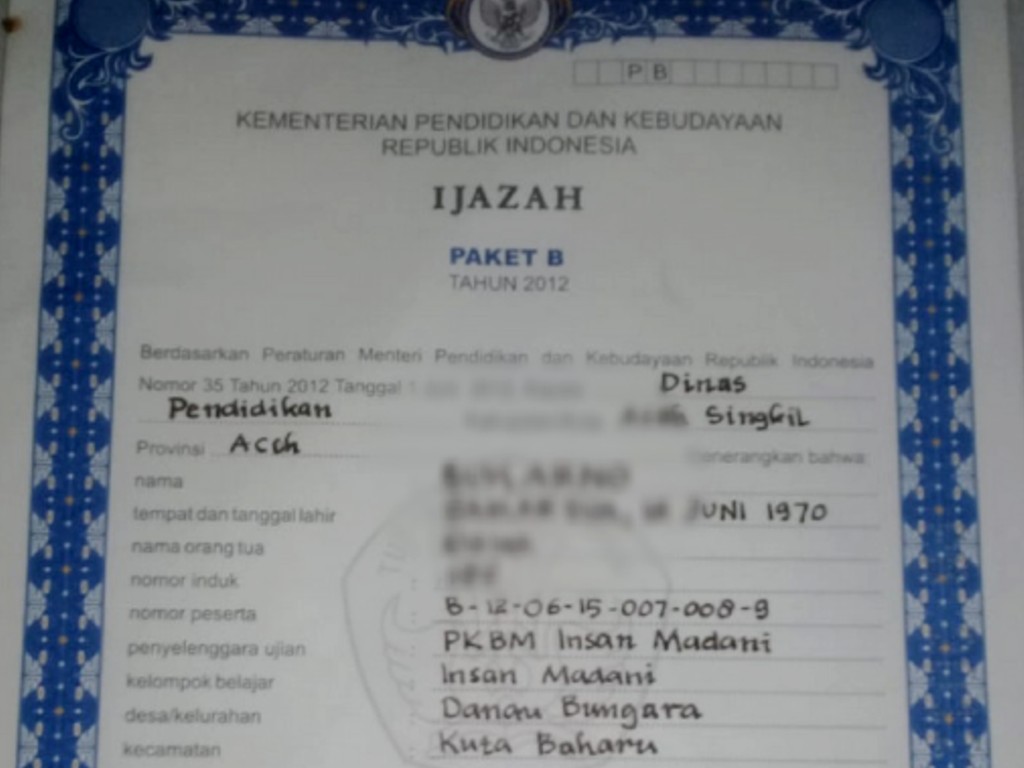 P B
KEMENTERIAN PENDIDIKAN DAN KEBUDAYAAN
REPUBLIK INDONESIA
IJAZAH
PAKET B
TAHUN 2012
Berdasarkan Peraturan Menteri Pendidikan dan Kebudayaan Republik Indonesia
Nomor 35 Tahun 2012 Tanggal Dinas
Pendidikan Singkil
Provinsi Aceh menerangkan bahwa:
nama
tempat dan tanggal lahir JUNI 1970
nama orang tua
nomor induk
nomor peserta B-12-06-15-007-008-9
penyelenggara ujian PKBM Insan Madani
kelompok belajar Insan Madani
desa/kelurahan Danau Bungara
kecamatan Kuta Baharu